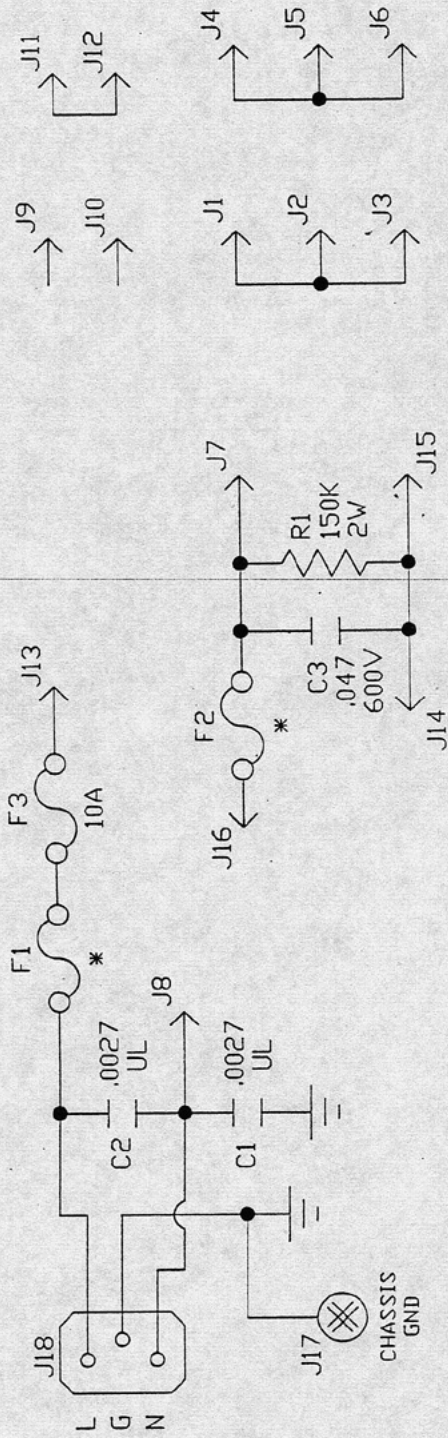 J18
L
G
N
J17
CHASSIS
GND
C2
.0027
UL
C1
.0027
UL
J8
F1
*
F3
10A
J13
J16
F2
*
J7
C3
.047
600V
R1
150K
2W
J14
J15
J9
J10
J11
J12
J1
J2
J3
J4
J5
J6